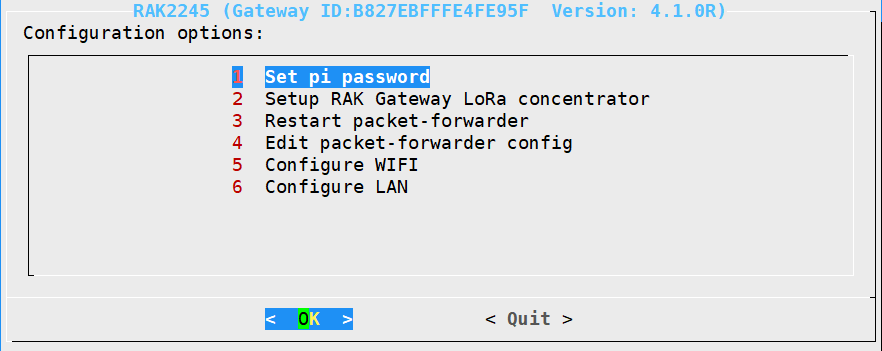 RAK2245 (Gateway ID:B827EBFFFE4FE95F  Version: 4.1.0R)
Configuration options:
1  Set pi password
2  Setup RAK Gateway LoRa concentrator
3  Restart packet-forwarder
4  Edit packet-forwarder config
5  Configure WIFI
6  Configure LAN
<  OK  > < Quit >